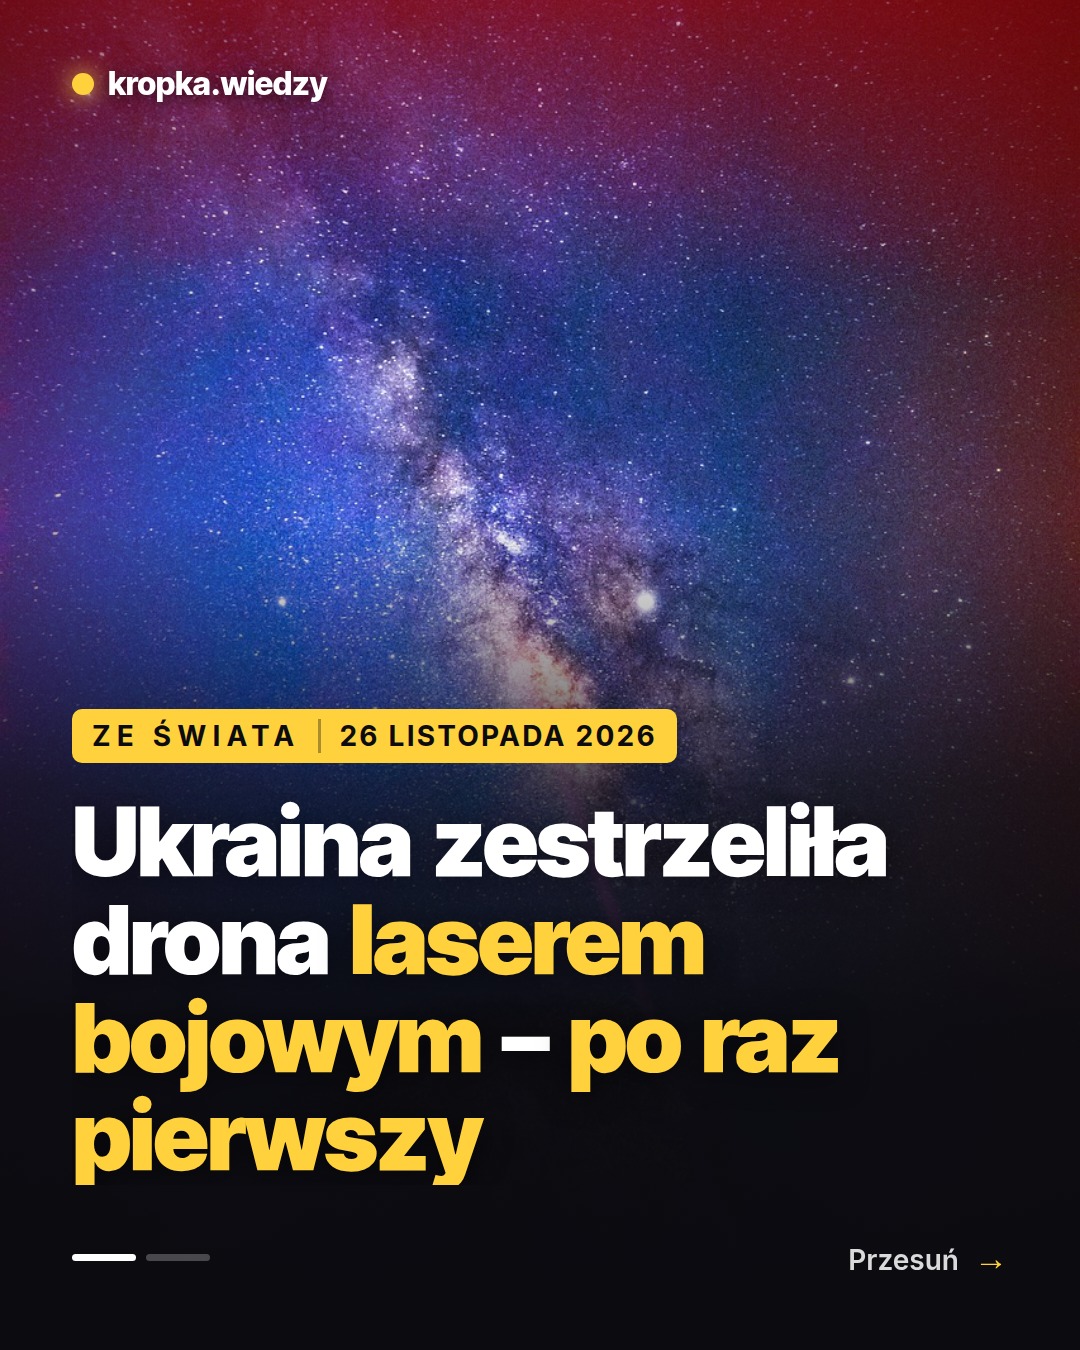 kropka.wiedzy
ZE ŚWIATA | 26 LISTOPADA 2026
Ukraina zestrzeliła
drona laserem
bojowym – po raz
pierwszy
Przesuń →